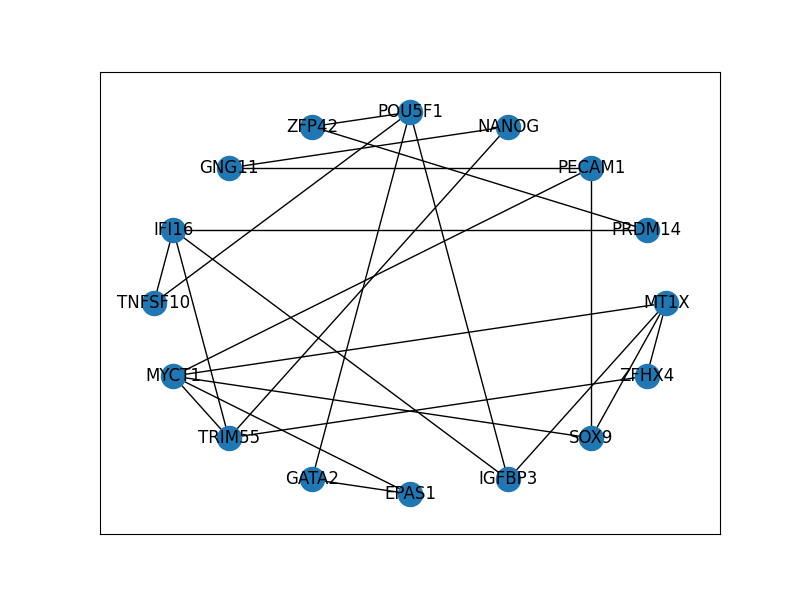 POU5F1
ZFP42
NANOG
GNG11
PECAM1
IFI16
PRDM14
TNFSF10
MT1X
MYCT1
ZFHX4
TRIM55
SOX9
GATA2
IGFBP3
EPAS1